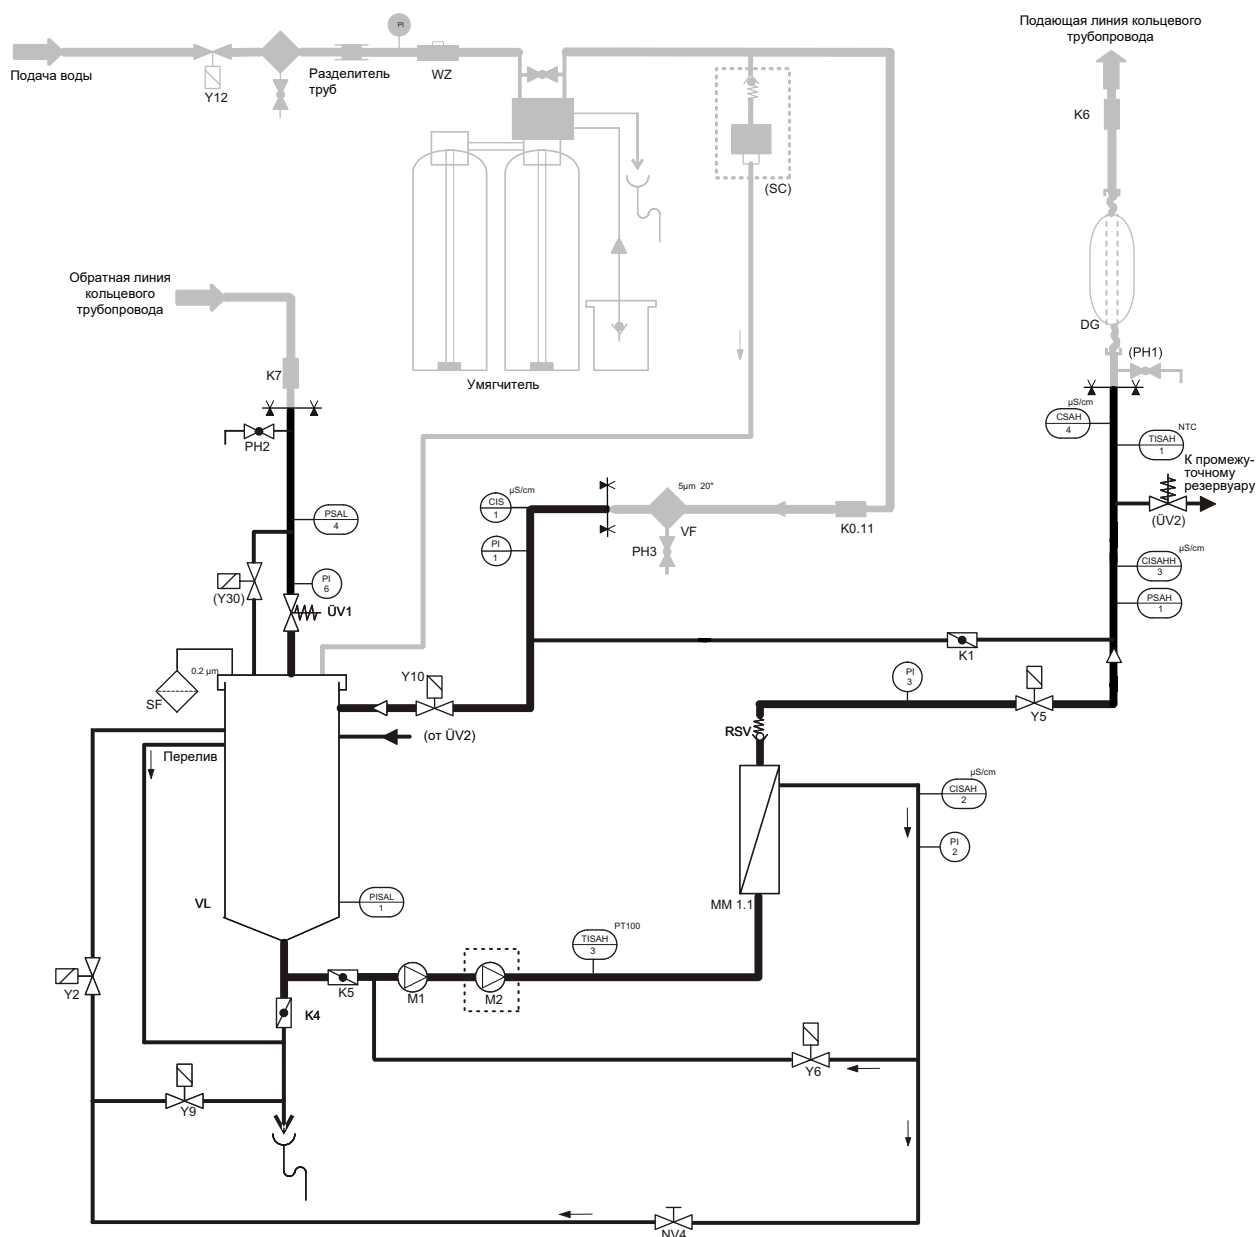 Подающая линия кольцевого
трубопровода
PI
Подача воды
Y12
Разделитель
труб
WZ
K6
(SC)
Обратная линия
кольцевого
трубопровода
K7
Умягчитель
DG
(PH1)
PH2
µS/cm
CSAH
4
NTC
TISAH
1
К промежу-
точному
резервуару
(ÜV2)
PSAL
4
µS/cm
CIS
1
5µm 20"
VF
K0.11
PI
1
PH3
µS/cm
CISAHH
3
PSAH
1
(Y30)
PI
6
ÜV1
K1
0.2 µm
SF
Y10
PI
3
Y5
(от ÜV2)
RSV
Перелив
µS/cm
CISAH
2
PI
2
VL
PISAL
1
MM 1.1
PT100
TISAH
3
Y2
K5
M1
M2
K4
Y6
Y9
NV4